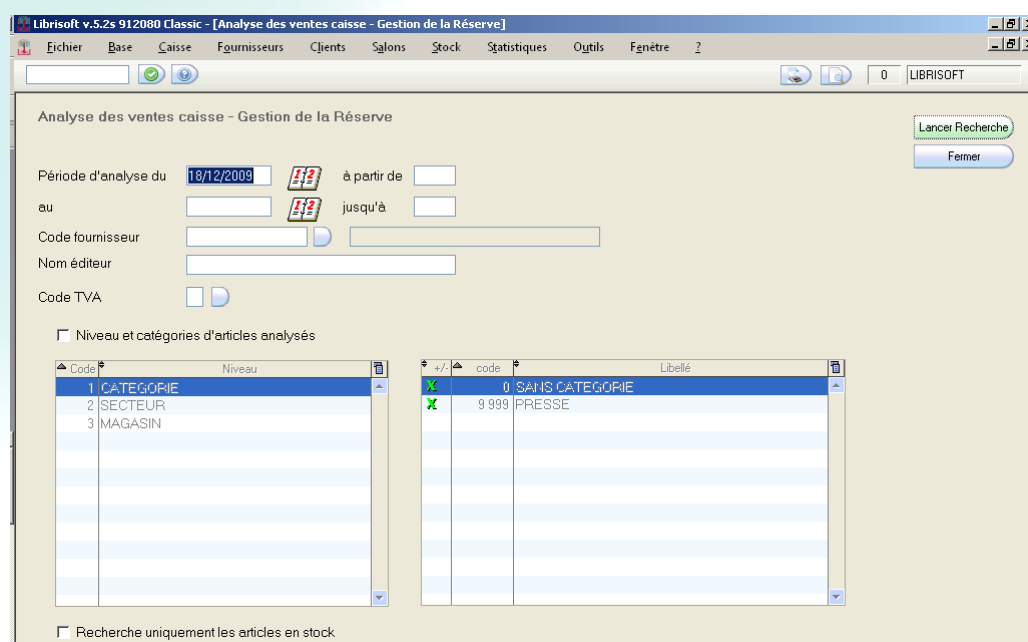 Librisoft v.5.2s 912080 Classic - [Analyse des ventes caisse - Gestion de la Réserve]
Fichier Base Caisse Fournisseurs Clients Salons Stock Statistiques Outils Fenêtre ?
0 LIBRISOFT
Analyse des ventes caisse - Gestion de la Réserve
Lancer Recherche
Fermer
Période d'analyse du 18/12/2009 à partir de
au jusqu'à
Code fournisseur
Nom éditeur
Code TVA
Niveau et catégories d'articles analysés
Code Niveau +/- code Libellé
1 CATEGORIE X 0 SANS CATEGORIE
2 SECTEUR X 9 999 PRESSE
3 MAGASIN
Recherche uniquement les articles en stock